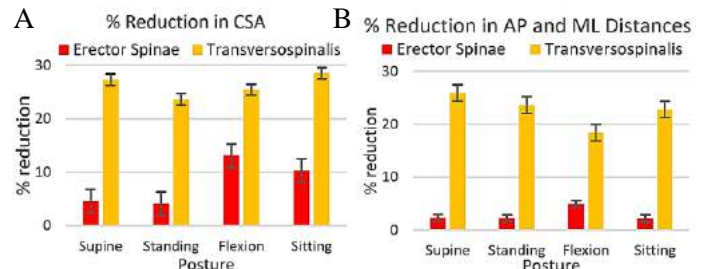 A
% Reduction in CSA
Erector Spinae Transversospinalis
30
20
10
0
% reduction
Supine Standing Flexion Sitting
Posture
B
% Reduction in AP and ML Distances
Erector Spinae Transversospinalis
30
20
10
0
% reduction
Supine Standing Flexion Sitting
Posture